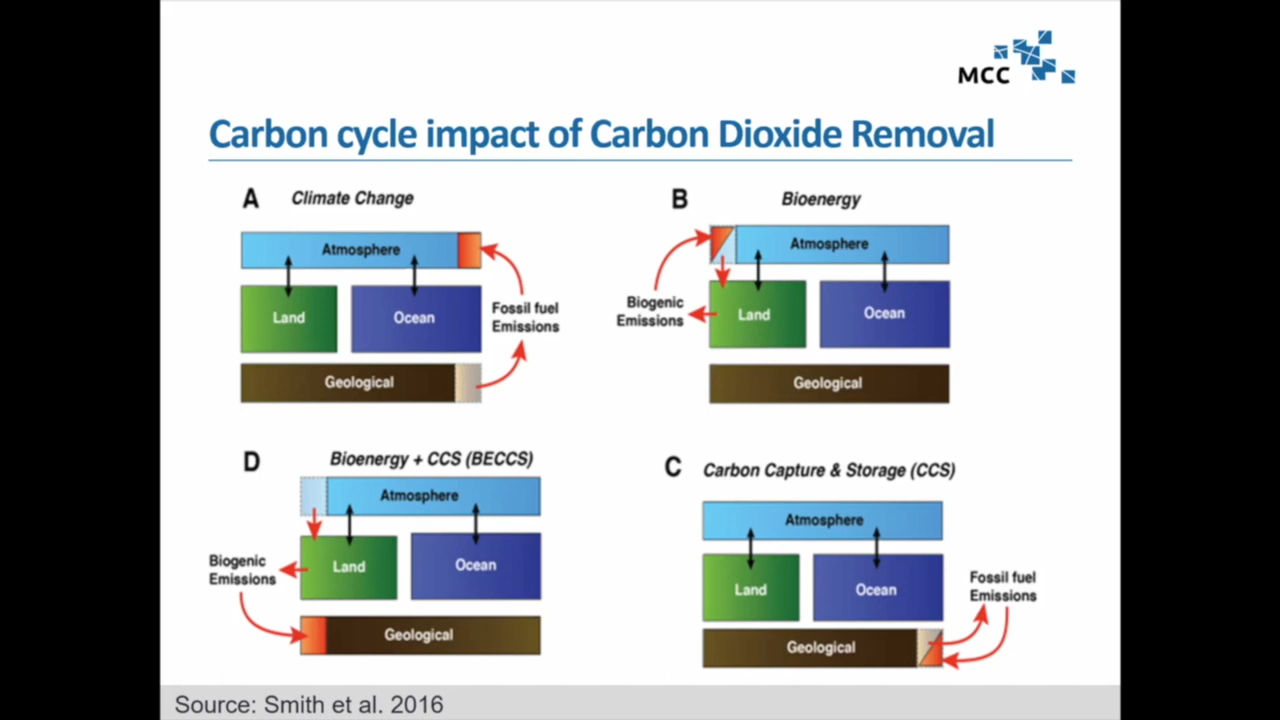 MCC
Carbon cycle impact of Carbon Dioxide Removal
A
Climate Change
Atmosphere
Land
Ocean
Fossil fuel
Emissions
Geological
B
Bioenergy
Atmosphere
Biogenic
Emissions
Land
Ocean
Geological
D
Bioenergy + CCS (BECCS)
Atmosphere
Biogenic
Emissions
Land
Ocean
Geological
C
Carbon Capture & Storage (CCS)
Atmosphere
Land
Ocean
Fossil fuel
Emissions
Geological
Source: Smith et al. 2016